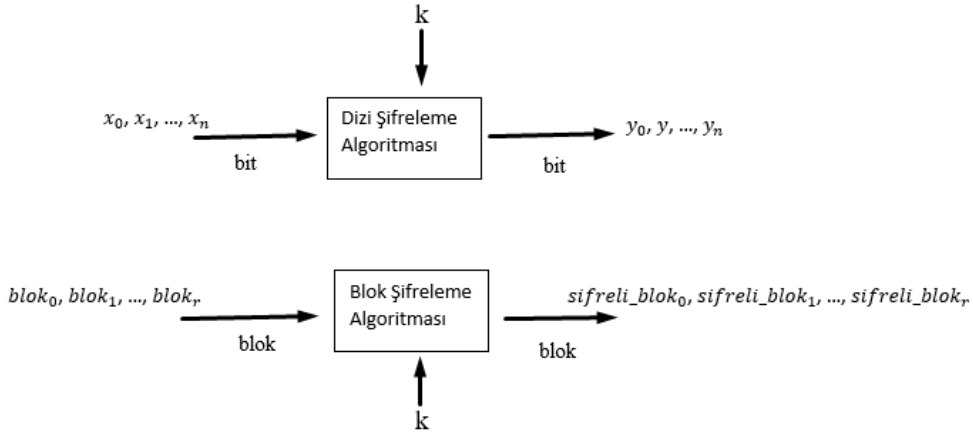 k
x₀, x₁, …, xₙ
Dizi Şifreleme
Algoritması
y₀, y, …, yₙ
bit
bit
blok₀, blok₁, …, blokᵣ
Blok Şifreleme
Algoritması
sifreli_blok₀, sifreli_blok₁, …, sifreli_blokᵣ
blok
blok
k